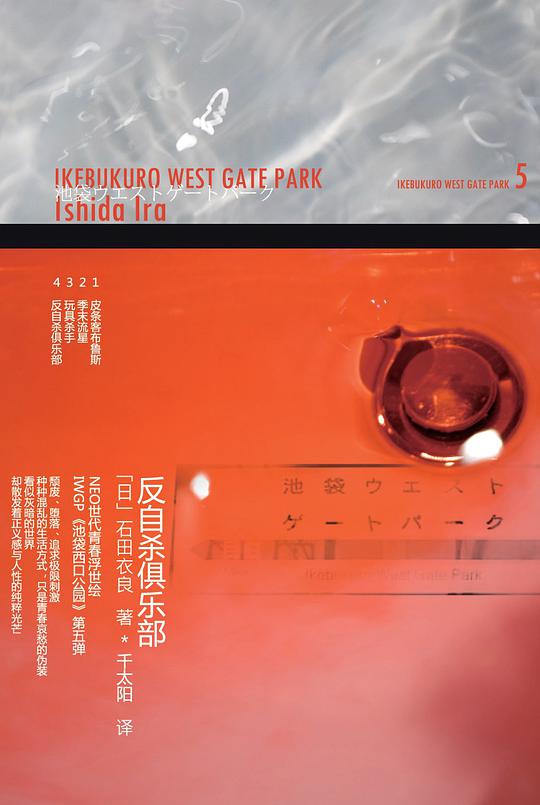 IKEBUKURO WEST GATE PARK
池袋ウエストゲートパーク
Ishida Ira
IKEBUKURO WEST GATE PARK 5
1 皮条客布鲁斯
2 季末流星
3 玩具杀手
4 反自杀俱乐部
池袋ウエスト
ゲートパーク
Ikebukuro West Gate Park
反自杀俱乐部
［日］石田衣良 著 * 千太阳 译
NEO世代青春浮世绘
IWGP《池袋西口公园》第五弹
颓废、堕落、追求极限刺激
种种混乱的生活方式，只是青春哀愁的伪装
看似灰暗的世界
却散发着正义感与人性的纯粹光芒